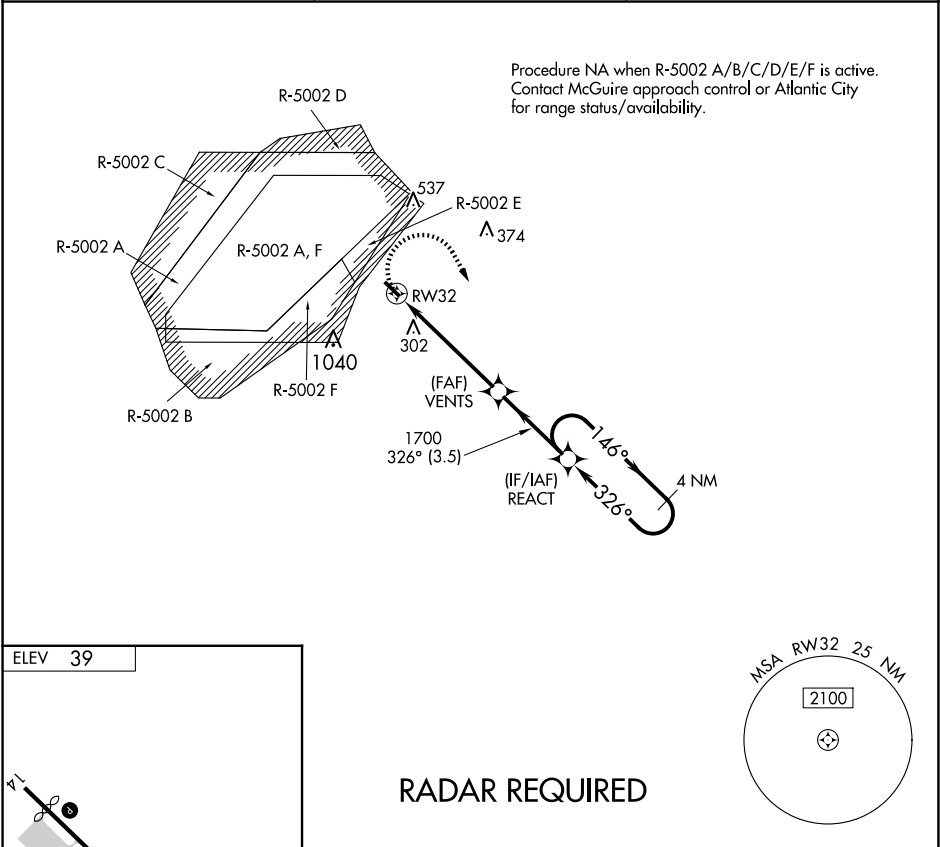 Procedure NA when R-5002 A/B/C/D/E/F is active.
Contact McGuire approach control or Atlantic City
for range status/availability.
R-5002 D
R-5002 C
537
R-5002 E
374
R-5002 A
R-5002 A, F
RW32
302
1040
R-5002 F
R-5002 B
(FAF)
VENTS
1700
326° (3.5)
146°
4 NM
326°
(IF/IAF)
REACT
ELEV 39
MSA RW32 25 NM
2100
RADAR REQUIRED
14
P